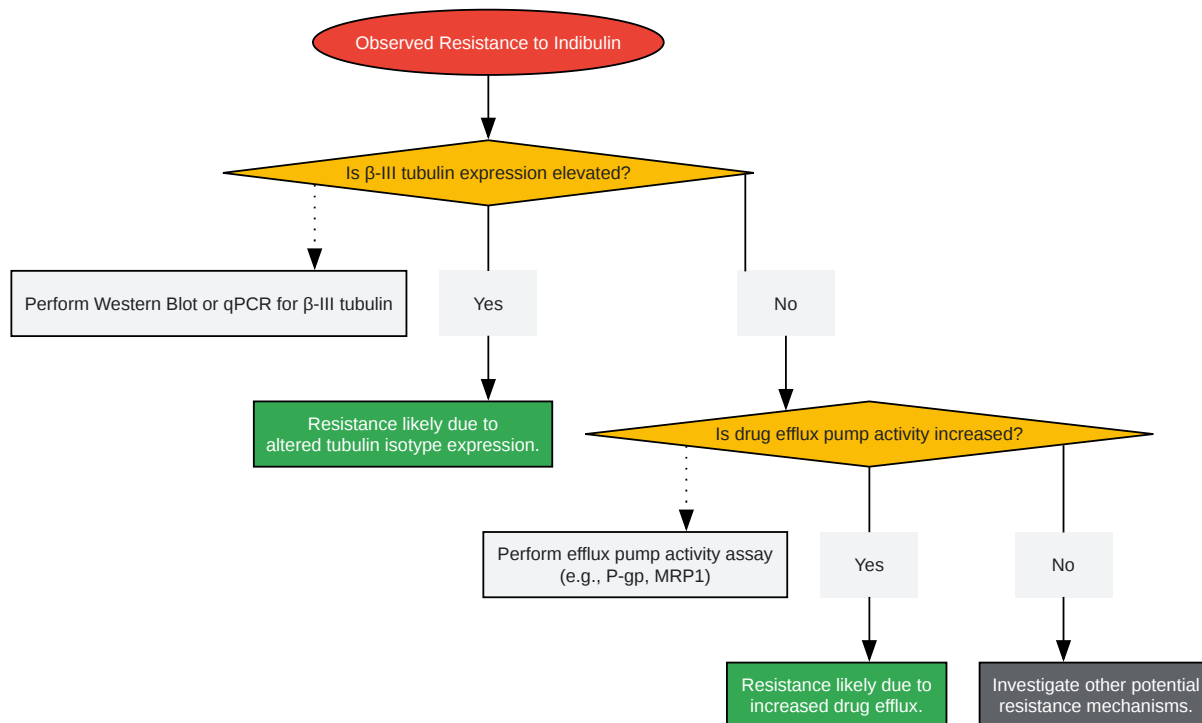 Observed Resistance to Indibulin
Is β-III tubulin expression elevated?
Perform Western Blot or qPCR for β-III tubulin
Yes
No
Resistance likely due to
altered tubulin isotype expression.
Is drug efflux pump activity increased?
Perform efflux pump activity assay
(e.g., P-gp, MRP1)
Yes
No
Resistance likely due to
increased drug efflux.
Investigate other potential
resistance mechanisms.